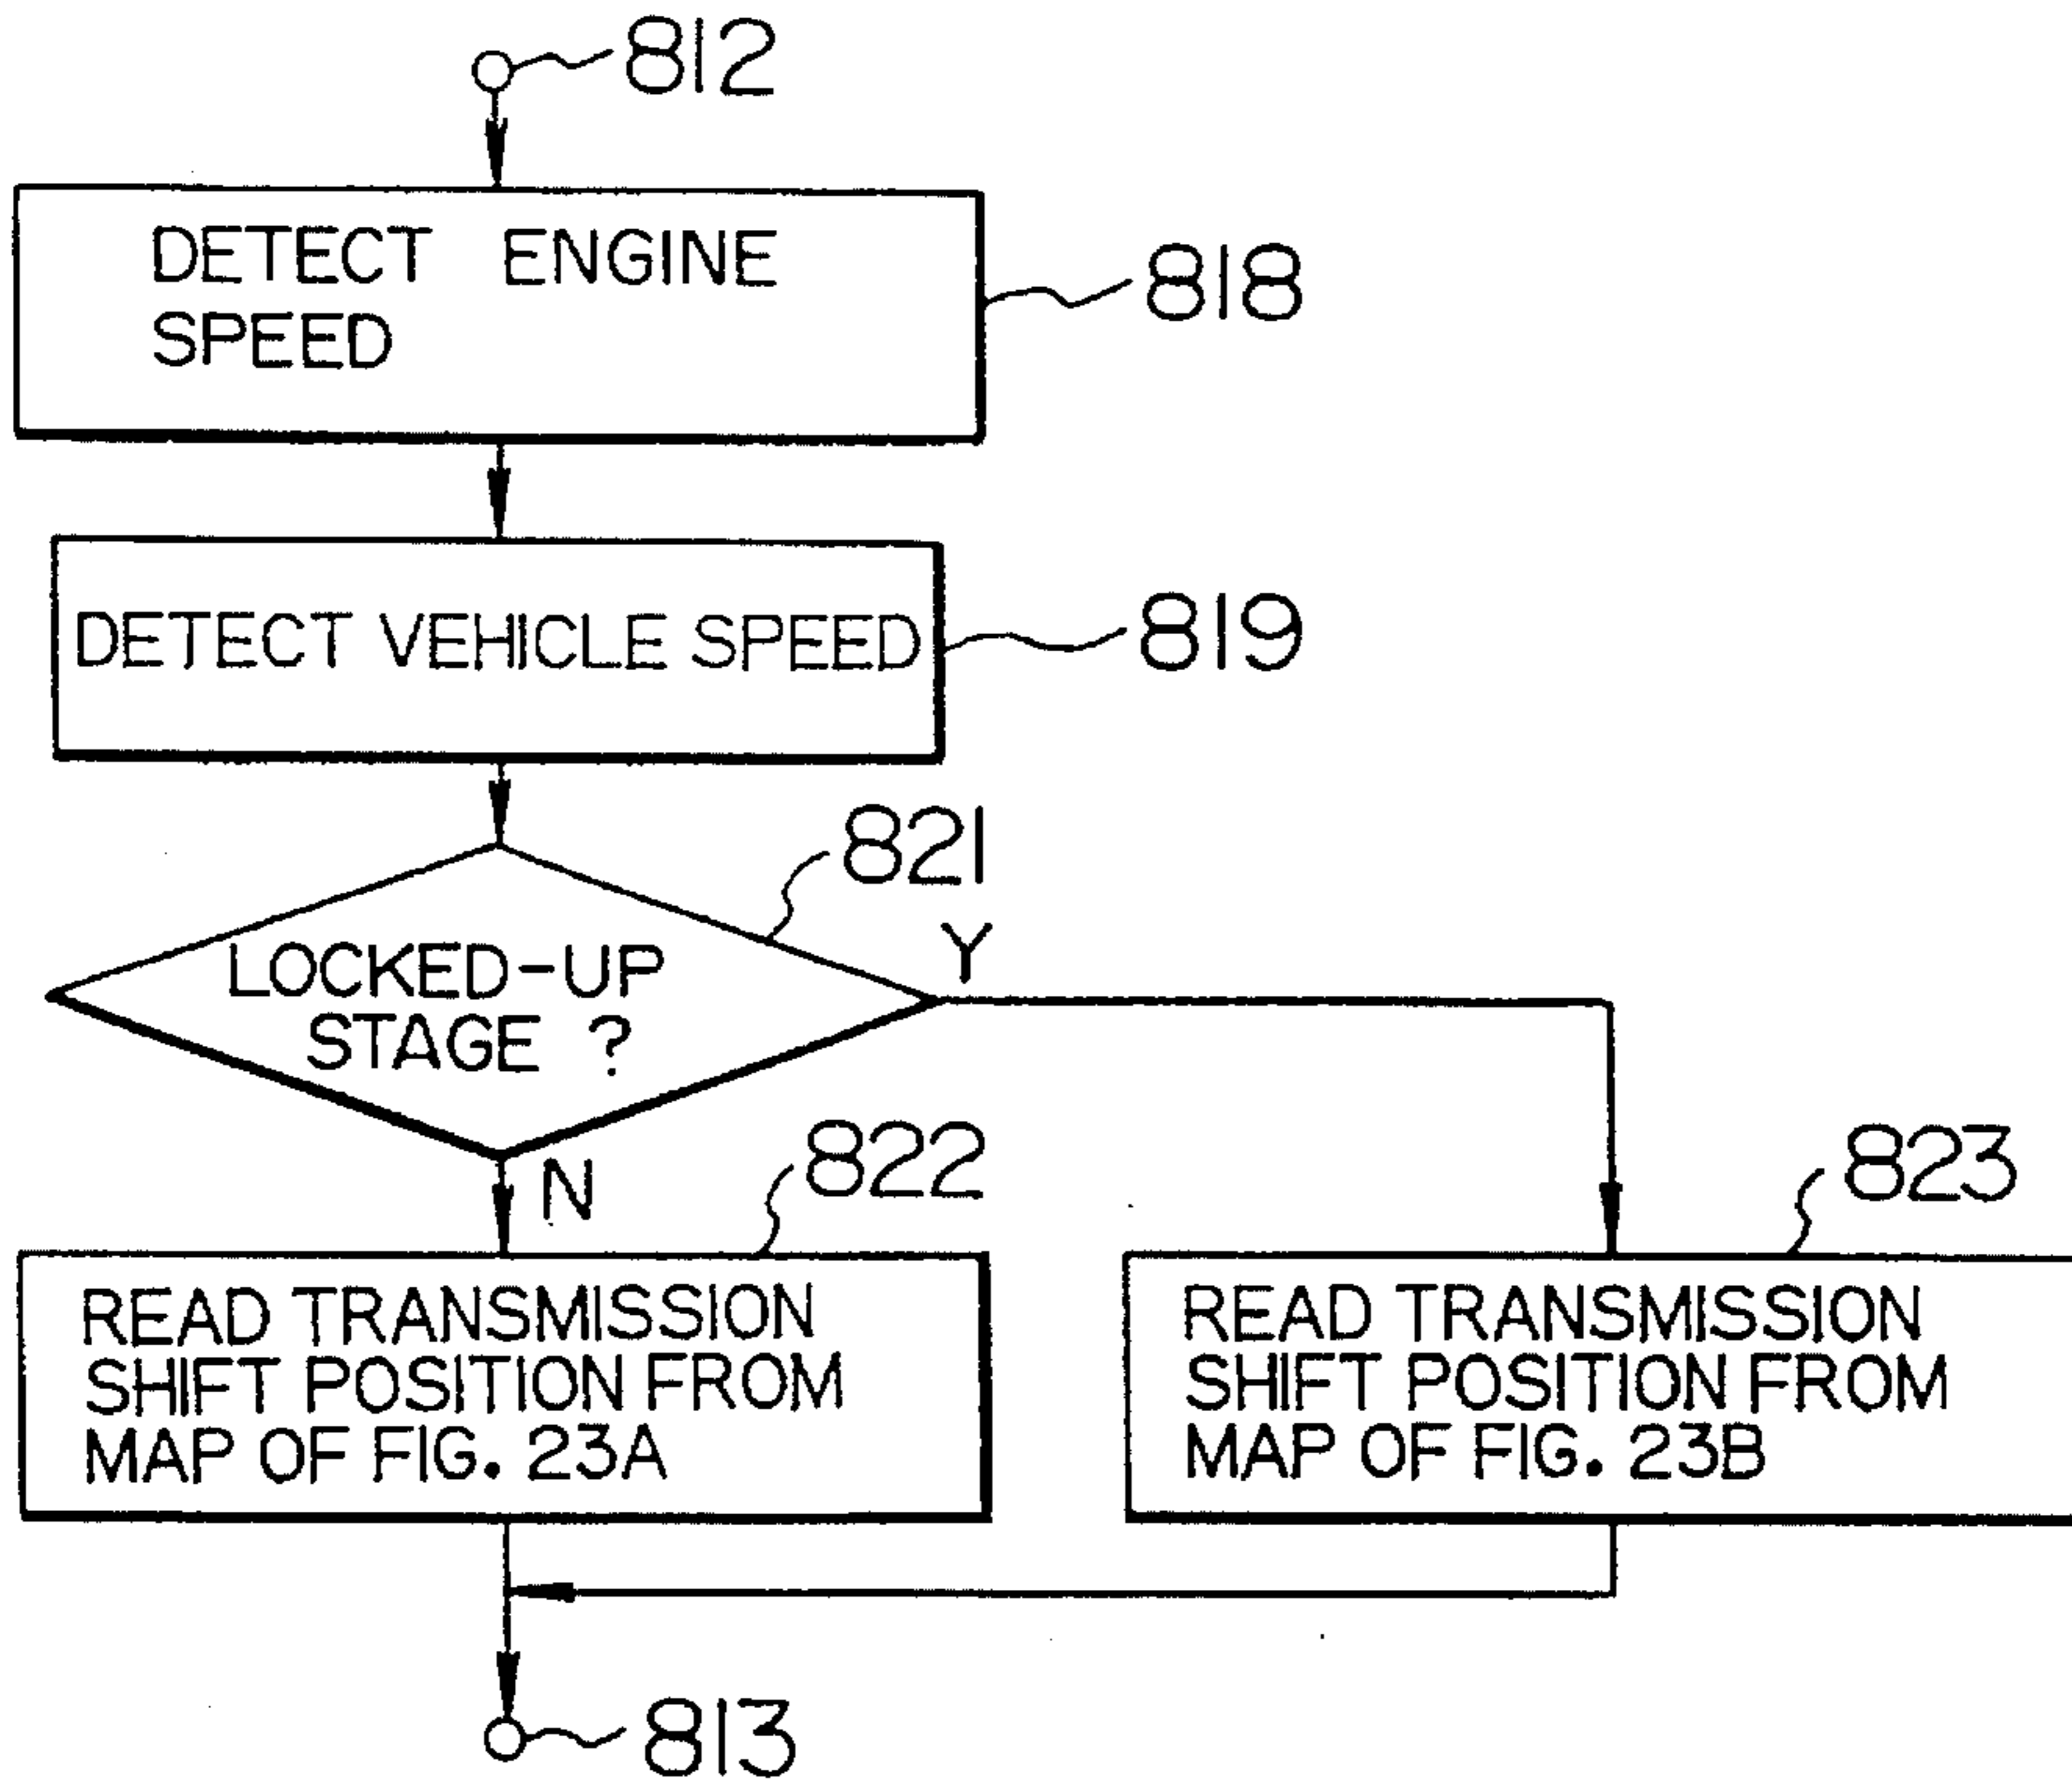 812
DETECT ENGINE
SPEED
818
DETECT VEHICLE SPEED
819
821
LOCKED-UP
STAGE ?
Y
N
822
READ TRANSMISSION
SHIFT POSITION FROM
MAP OF FIG. 23A
823
READ TRANSMISSION
SHIFT POSITION FROM
MAP OF FIG. 23B
813